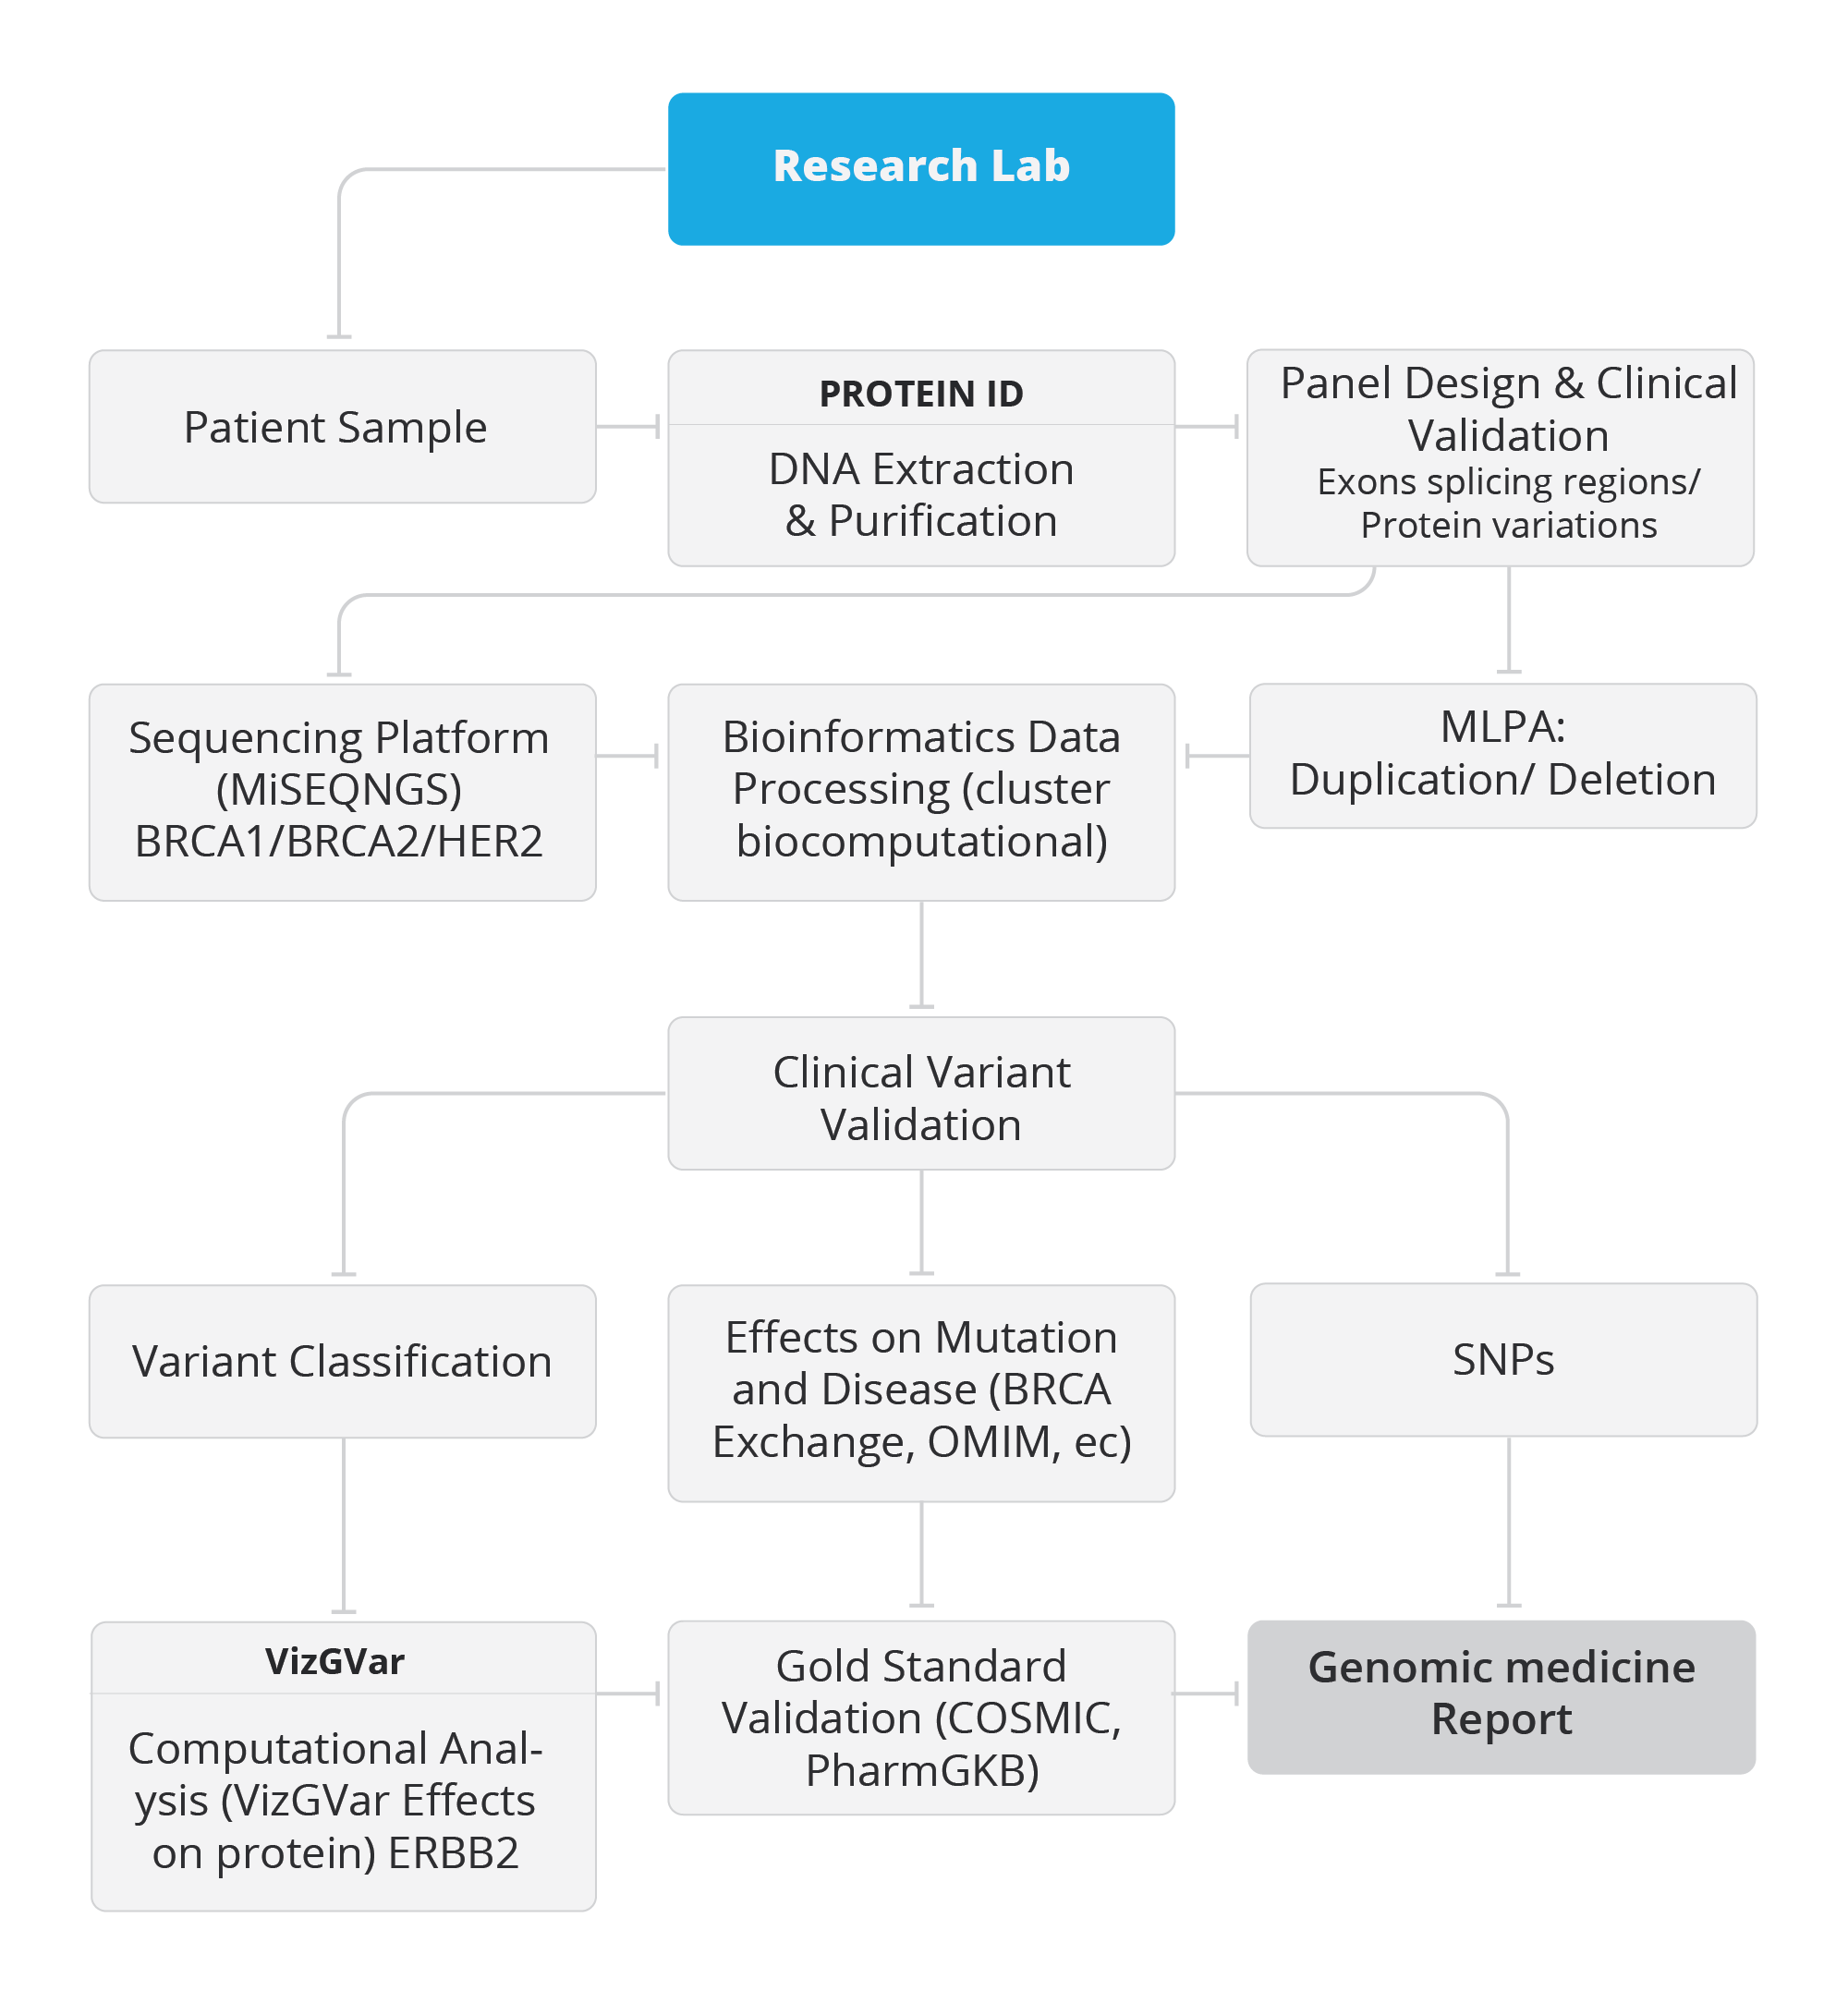 Research Lab
Patient Sample
PROTEIN ID
DNA Extraction
& Purification
Panel Design & Clinical
Validation
Exons splicing regions/
Protein variations
Sequencing Platform
(MiSEQNGS)
BRCA1/BRCA2/HER2
Bioinformatics Data
Processing (cluster
biocomputational)
MLPA:
Duplication/ Deletion
Clinical Variant
Validation
Variant Classification
Effects on Mutation
and Disease (BRCA
Exchange, OMIM, ec)
SNPs
VizGVar
Computational Anal-
ysis (VizGVar Effects
on protein) ERBB2
Gold Standard
Validation (COSMIC,
PharmGKB)
Genomic medicine
Report